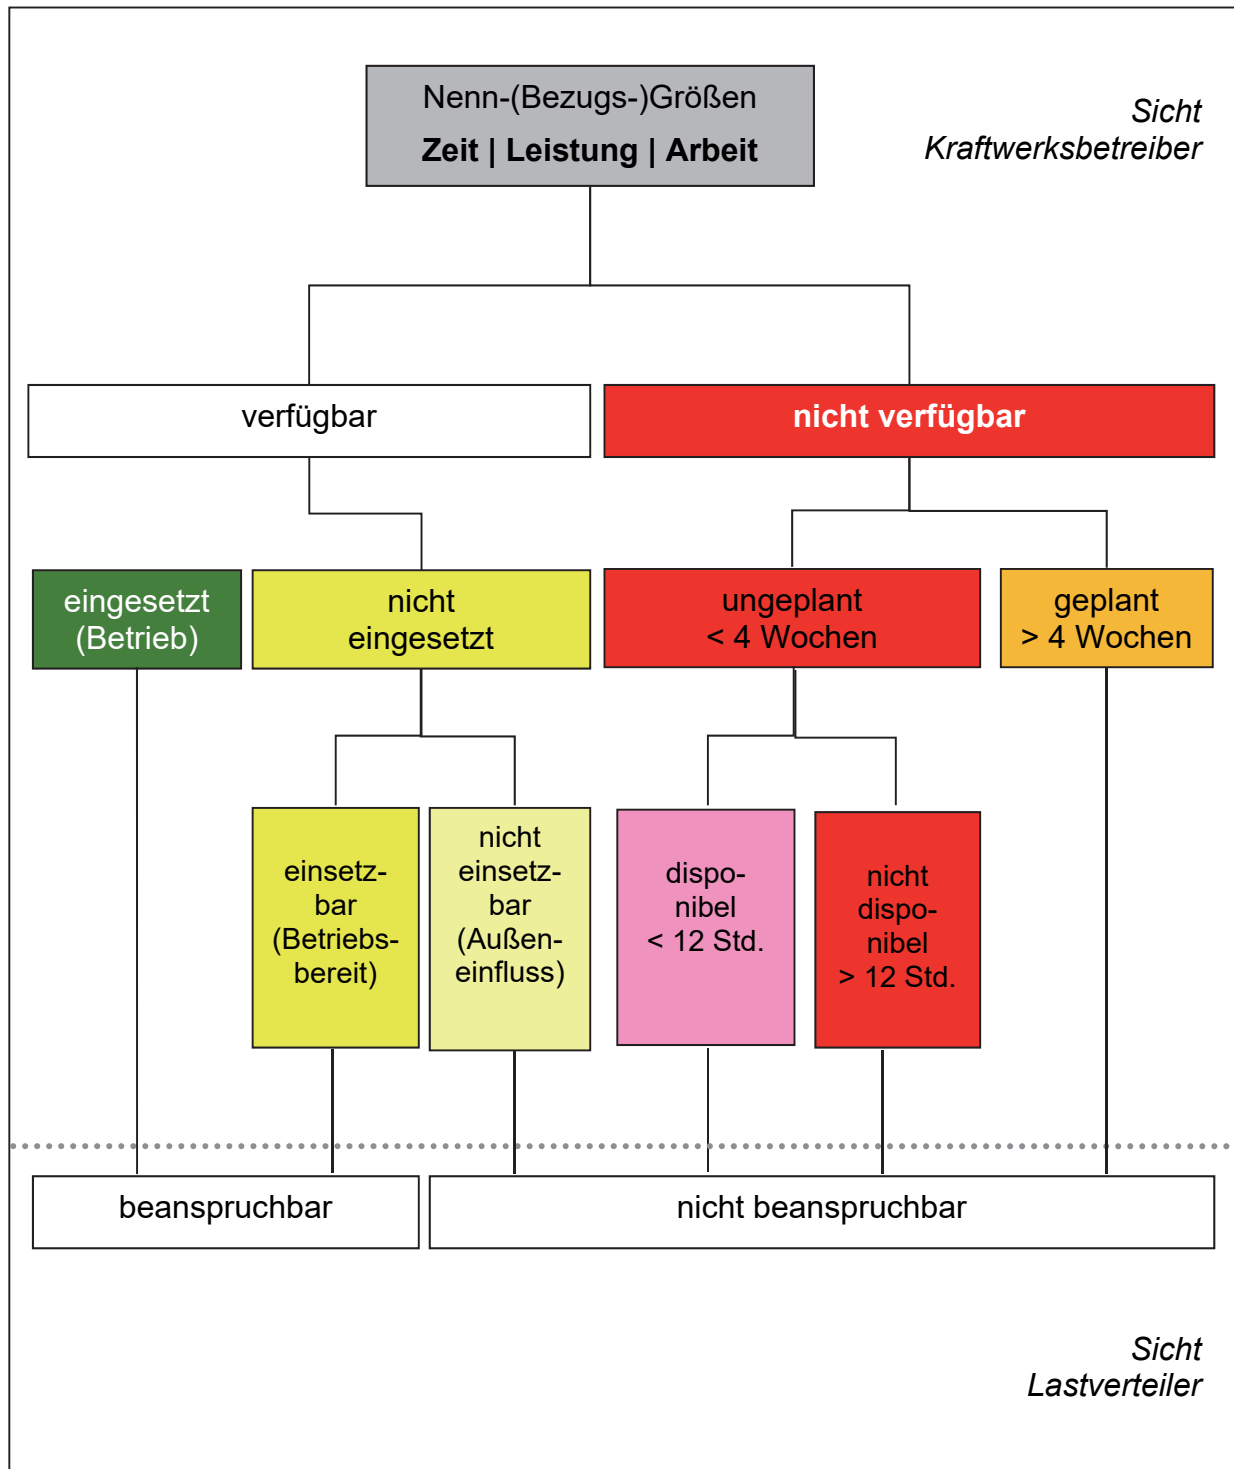 Nenn-(Bezugs-)Größen
Zeit | Leistung | Arbeit
Sicht
Kraftwerksbetreiber
verfügbar
nicht verfügbar
eingesetzt
(Betrieb)
nicht
eingesetzt
ungeplant
< 4 Wochen
geplant
> 4 Wochen
einsetz-
bar
(Betriebs-
bereit)
nicht
einsetz-
bar
(Außen-
einfluss)
dispo-
nibel
< 12 Std.
nicht
dispo-
nibel
> 12 Std.
beanspruchbar
nicht beanspruchbar
Sicht
Lastverteiler